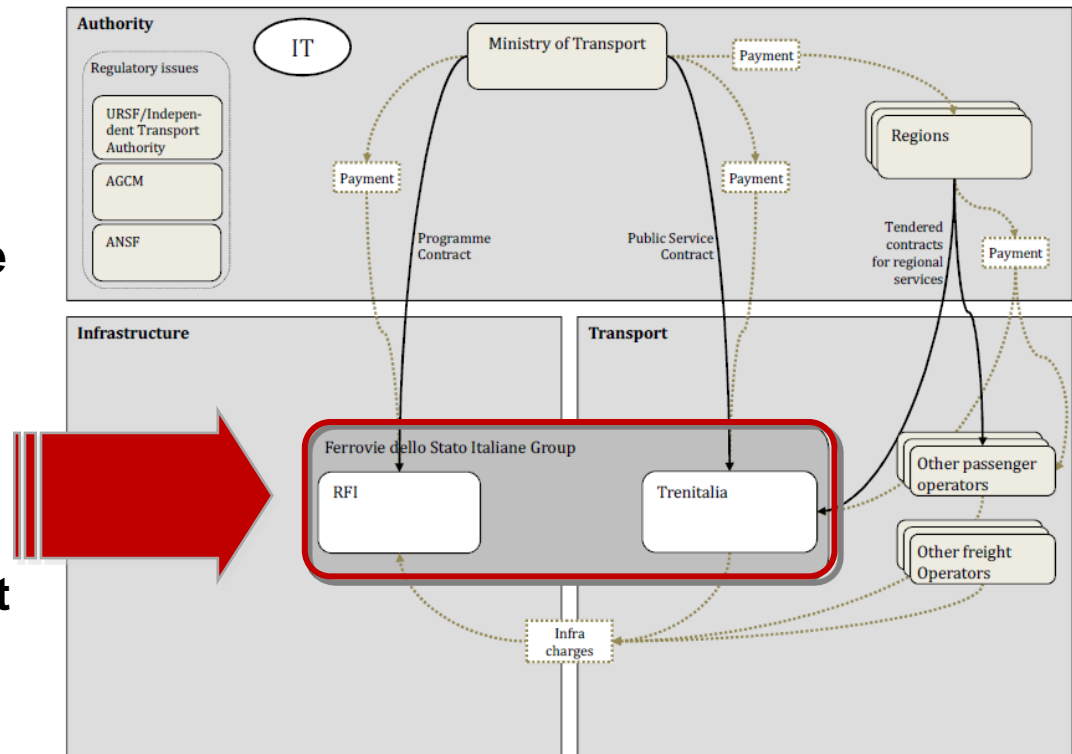 Authority
IT
Regulatory issues
URSF/Indepen-
dent Transport
Authority
AGCM
ANSF
Ministry of Transport
Payment
Regions
Payment
Payment
Programme
Contract
Public Service
Contract
Tendered
contracts
for regional
services
Payment
e
Infrastructure
Transport
Ferrovie dello Stato Italiane Group
RFI
Trenitalia
Other passenger
operators
Other freight
Operators
t
Infra
charges